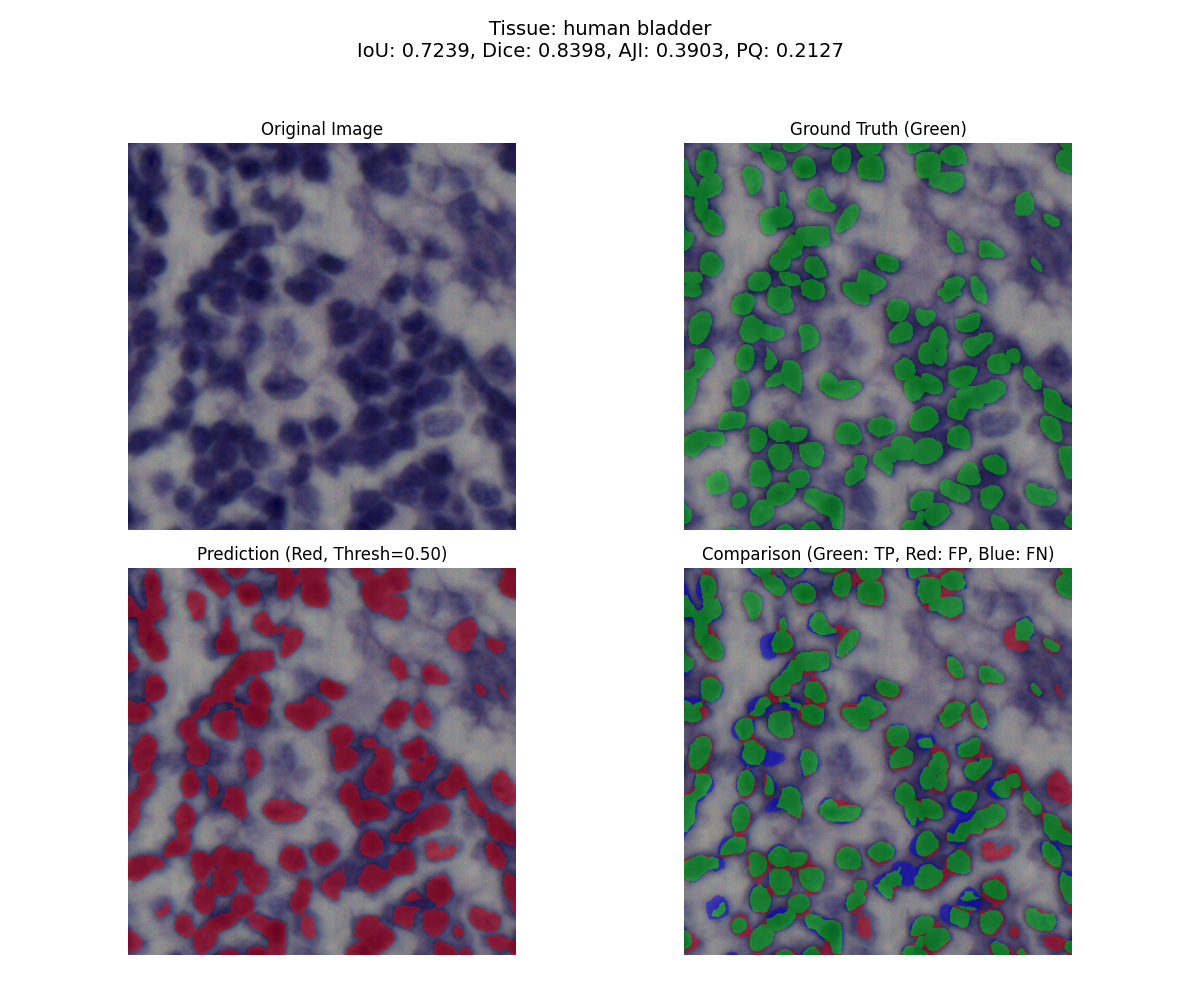 Tissue: human bladder
IoU: 0.7239, Dice: 0.8398, AJI: 0.3903, PQ: 0.2127
Original Image
Ground Truth (Green)
Prediction (Red, Thresh=0.50)
Comparison (Green: TP, Red: FP, Blue: FN)